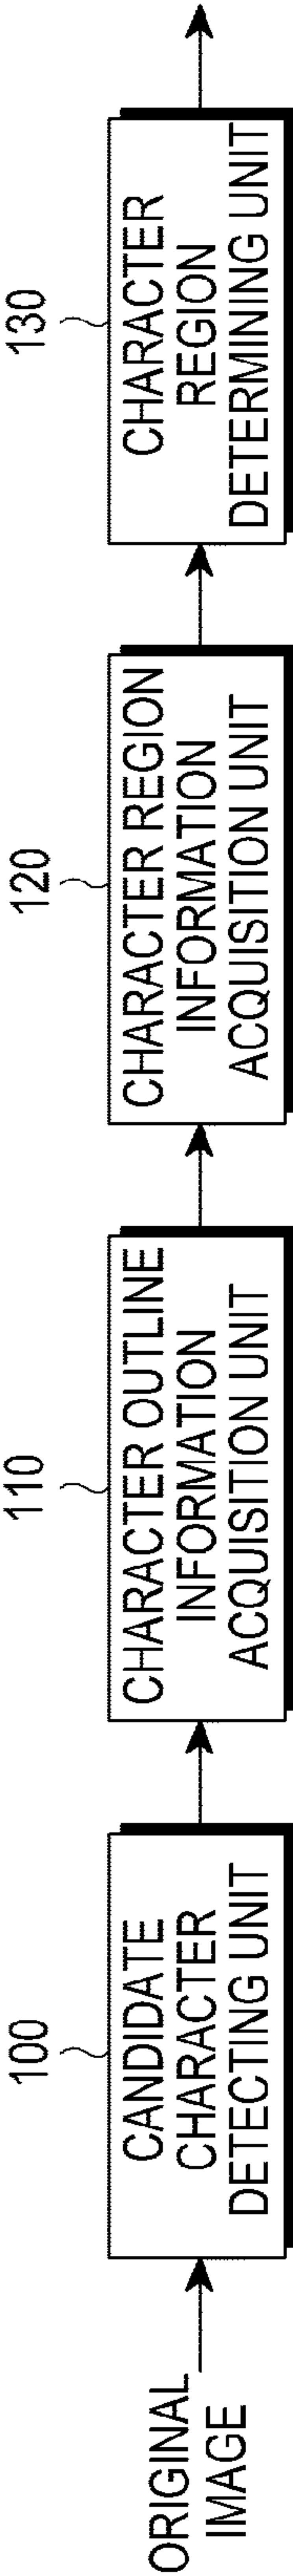 ORIGINAL
IMAGE
100
CANDIDATE
CHARACTER
DETECTING UNIT
110
CHARACTER OUTLINE
INFORMATION
ACQUISITION UNIT
120
CHARACTER REGION
INFORMATION
ACQUISITION UNIT
130
CHARACTER
REGION
DETERMINING UNIT